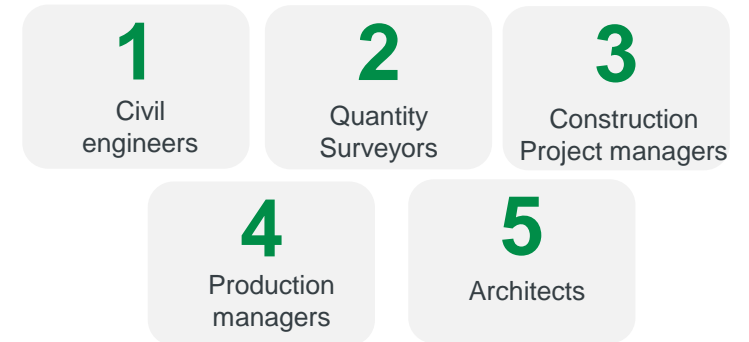 1
Civil
engineers
2
Quantity
Surveyors
3
Construction
Project managers
4
Production
managers
5
Architects